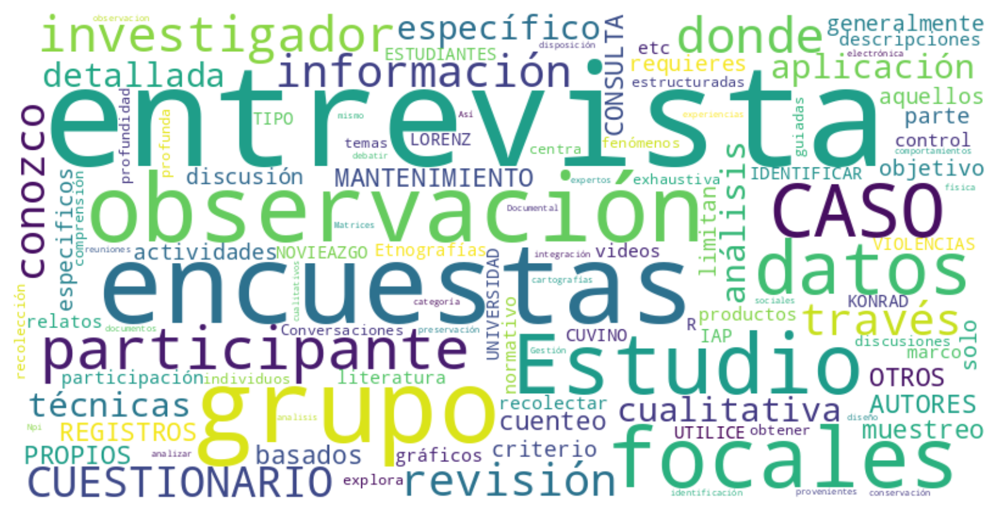 observacion
investigador
específico
CONSULTA
donde
generalmente
descripciones
disposición
etc
electrónica
ESTUDIANTES
detallada
información
requieres
aplicación
estructuradas
entrevista
aquellos
conozco
profundidad
profunda
TIPO
mismo
Así
experiencias
guiadas
parte
temas
LORENZ
centra
fenómenos
control
debatir
comportamientos
análisis
específicos
comprensión
discusión
MANTENIMIENTO
expertos
exhaustiva
IDENTIFICAR
objetivo
observación
limitan
CASO
física
Documental
Matrices
reuniones
actividades
NOVIEAZGO
Etnografías
integración
videos
datos
VIOLENCIAS
encuestas
UNIVERSIDAD
cualitativos
cartografías
categoría
sociales
KONRAD
recolección
relatos
documentos
Conversaciones
preservación
normativo
CUVINO
R
productos
través
IAP
discusiones
participante
Gestión
Estudio
marco
solo
participación
individuos
literatura
OTROS
técnicas
grupo
analisis
recolectar
cualitativa
diseño
AUTORES
Npi
REGISTROS
cuenteo
UTILICE
obtener
muestreo
PROPIOS
analizar
basados
gráficos
criterio
focales
CUESTIONARIO
explora
revisión
identificación
provenientes
conservación